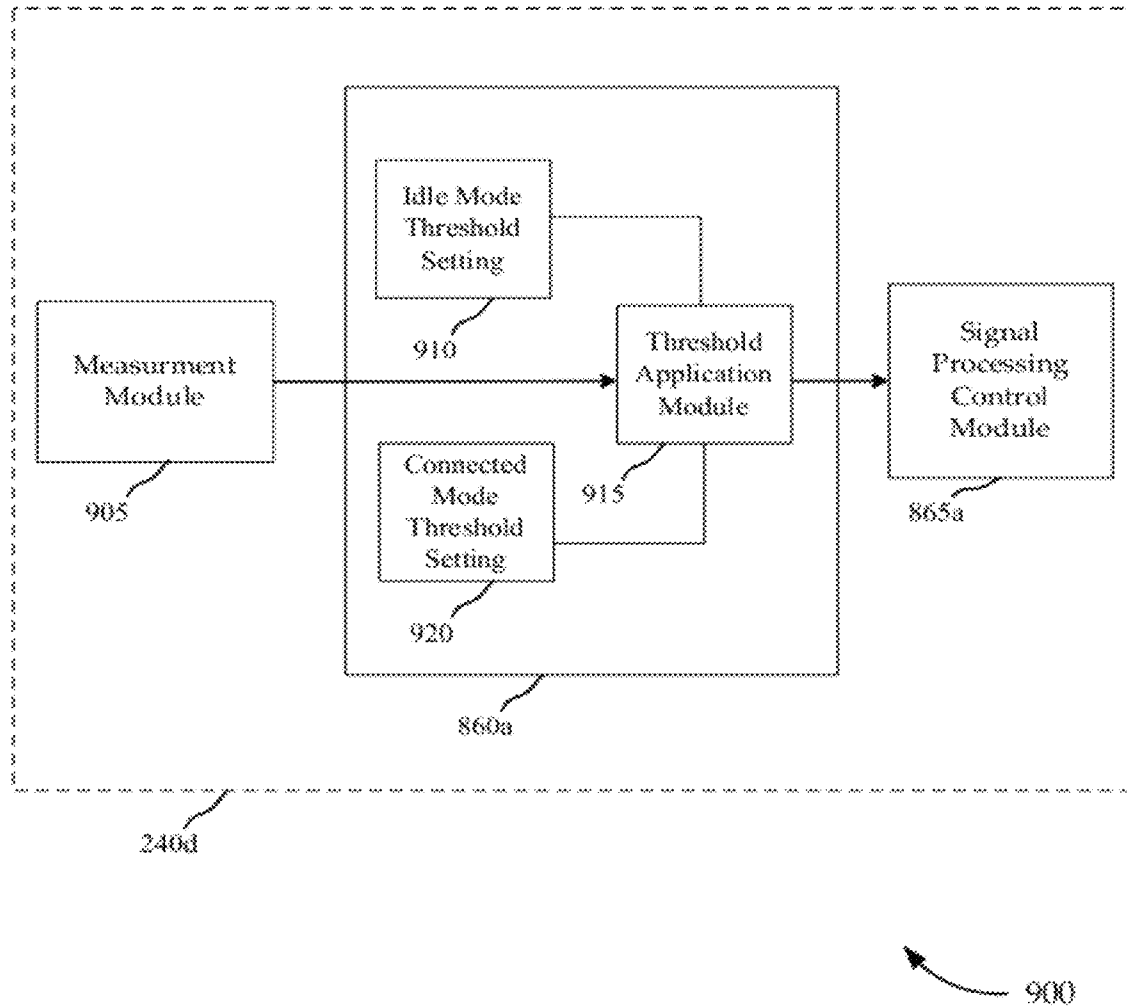 Idle Mode
Threshold
Setting
910
Measurment
Module
905
Threshold
Application
Module
915
Signal
Processing
Control
Module
865a
Connected
Mode
Threshold
Setting
920
860a
240d
900